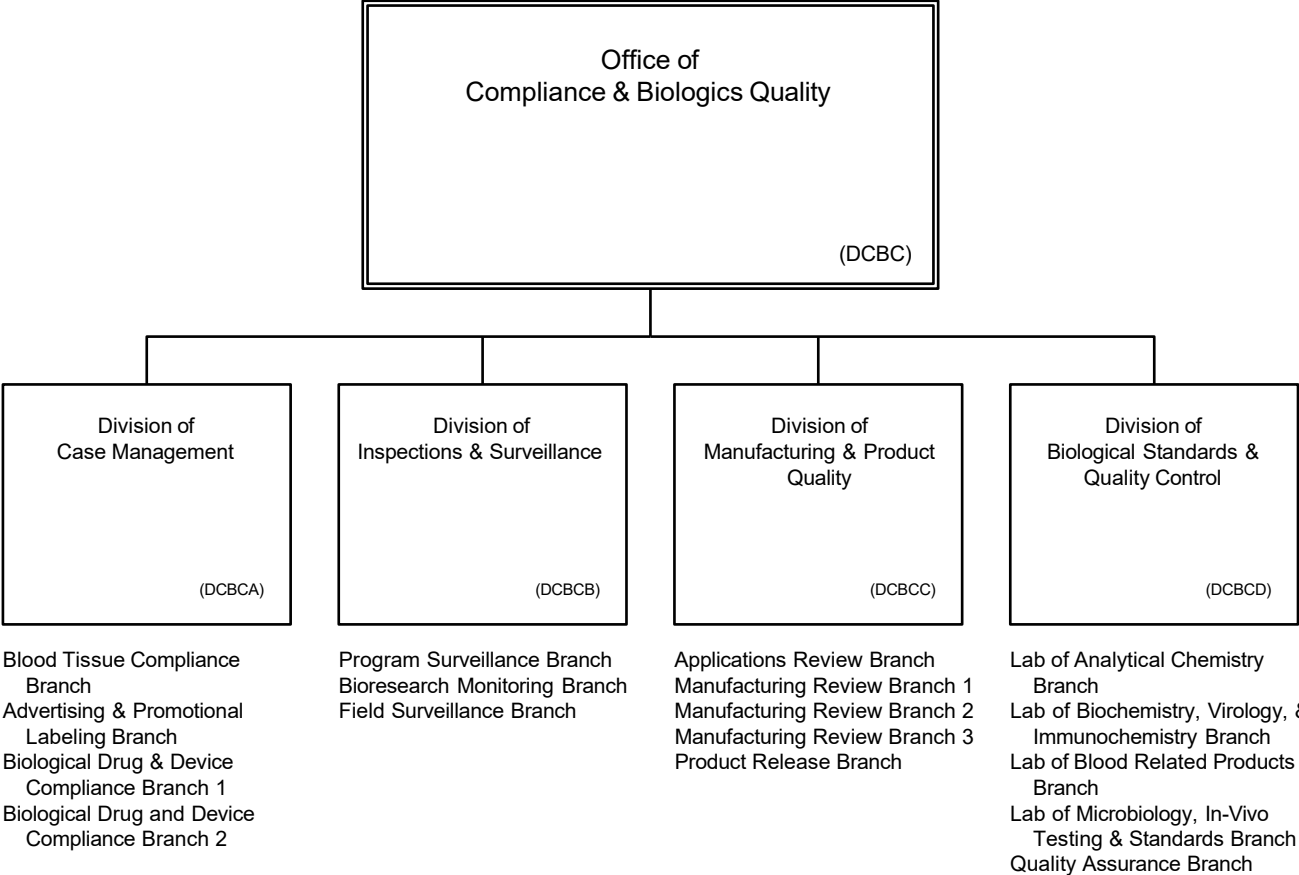 Office of
Compliance & Biologics Quality
(DCBC)
Division of
Case Management
(DCBCA)
Division of
Inspections & Surveillance
(DCBCB)
Division of
Manufacturing & Product
Quality
(DCBCC)
Division of
Biological Standards &
Quality Control
(DCBCD)
Blood Tissue Compliance
Branch
Advertising & Promotional
Labeling Branch
Biological Drug & Device
Compliance Branch 1
Biological Drug and Device
Compliance Branch 2
Program Surveillance Branch
Bioresearch Monitoring Branch
Field Surveillance Branch
Applications Review Branch
Manufacturing Review Branch 1
Manufacturing Review Branch 2
Manufacturing Review Branch 3
Product Release Branch
Lab of Analytical Chemistry
Branch
Lab of Biochemistry, Virology, &
Immunochemistry Branch
Lab of Blood Related Products
Branch
Lab of Microbiology, In-Vivo
Testing & Standards Branch
Quality Assurance Branch